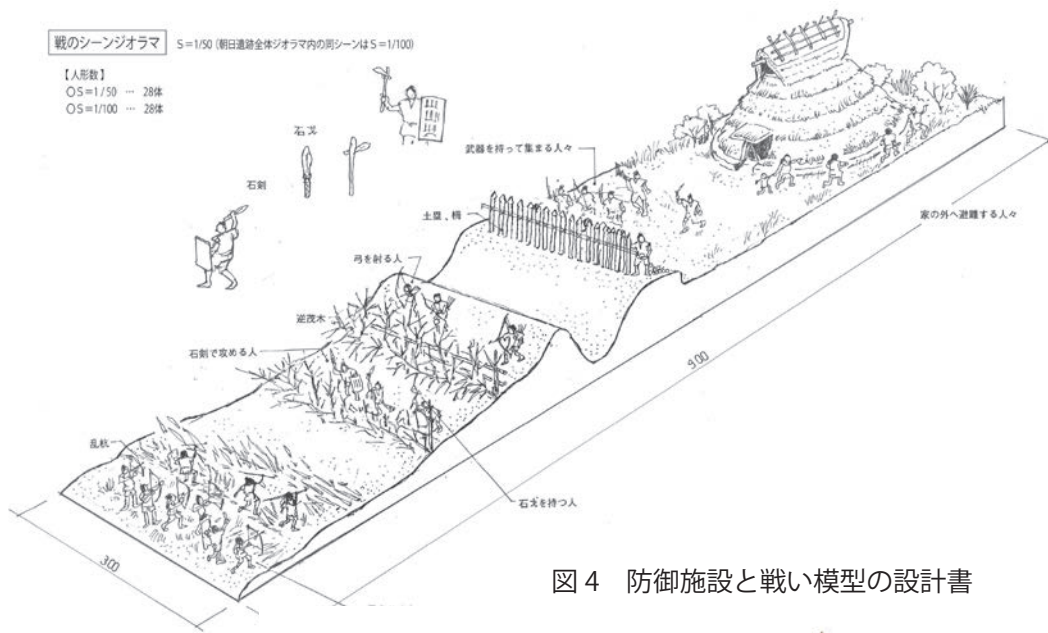 戦のシーンジオラマ S=1/50 (朝日遺跡全体ジオラマ内の同シーンはS=1/100)
【人形数】
○S=1/50 … 28体
○S=1/100 … 28体
石戈
石剣
武器を持って集まる人々
土塁、柵
家の外へ避難する人々
弓を射る人
逆茂木
石剣で攻める人
900
乱杭
石戈を持つ人
300
図4 防御施設と戦い模型の設計書